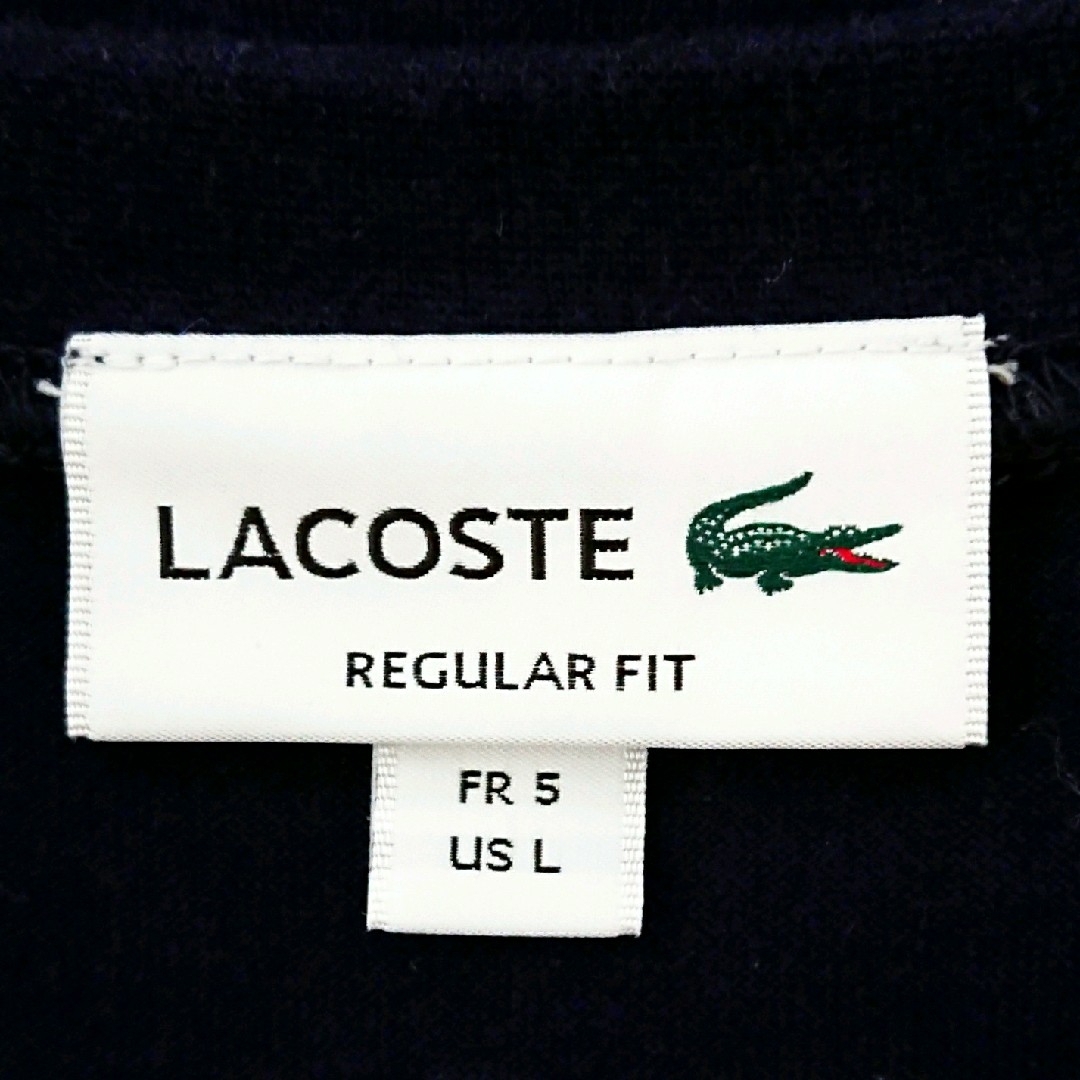 LACOSTE
REGULAR FIT
FR 5
US L